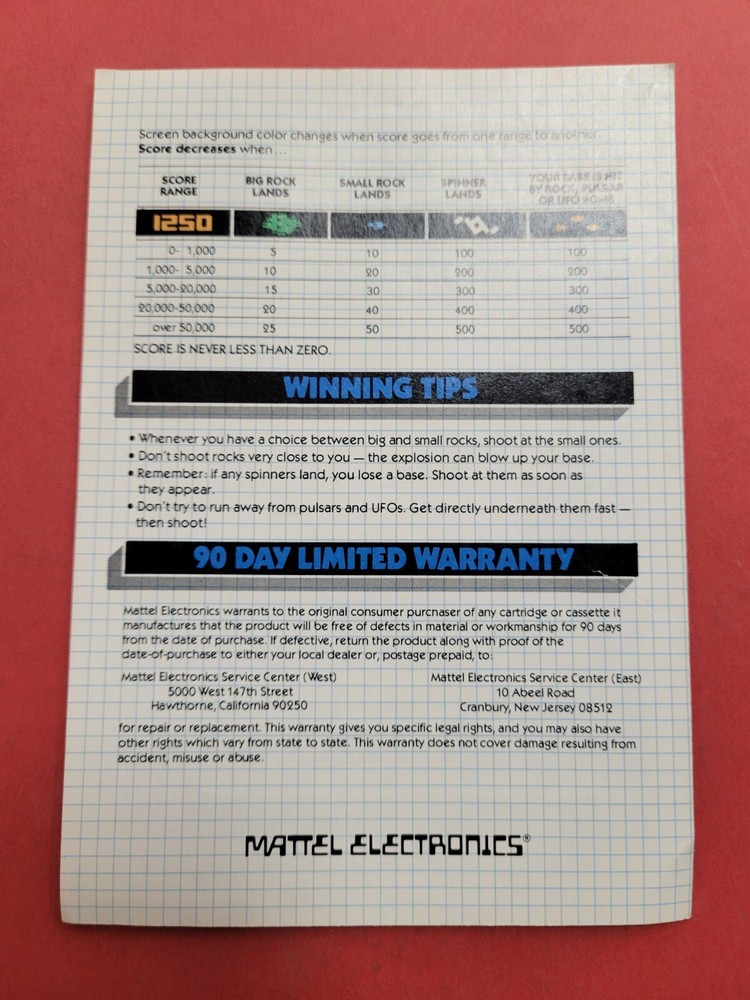 Screen background color changes when score goes from one range to another.
Score decreases when...
SCORE RANGE BIG ROCK LANDS SMALL ROCK LANDS SPINNER LANDS YOUR BASE IS HIT BY ROCK, PULSAR OR UFO BOMB
1250
0- 1,000 5 10 100 100
1,000- 5,000 10 20 200 200
5,000-20,000 15 30 300 300
20,000-50,000 20 40 400 400
over 50,000 25 50 500 500
SCORE IS NEVER LESS THAN ZERO.
WINNING TIPS
• Whenever you have a choice between big and small rocks, shoot at the small ones.
• Don't shoot rocks very close to you — the explosion can blow up your base.
• Remember: if any spinners land, you lose a base. Shoot at them as soon as
they appear.
• Don't try to run away from pulsars and UFOs. Get directly underneath them fast —
then shoot!
90 DAY LIMITED WARRANTY
Mattel Electronics warrants to the original consumer purcnaser of any cartridge or cassette it
manufactures that the product will be free of defects in material or workmanship for 90 days
from the date of purchase. If defective, return the product along with proof of the
date-of-purchase to either your local dealer or, postage prepaid, to:
Mattel Electronics Service Center (West) Mattel Electronics Service Center (East)
5000 West 147th Street 10 Abeel Road
Hawthorne, California 90250 Cranbury, New Jersey 08512
for repair or replacement. This warranty gives you specific legal rights, and you may also have
other rights which vary from state to state. This warranty does not cover damage resulting from
accident, misuse or abuse.
MATTEL ELECTRONICS®